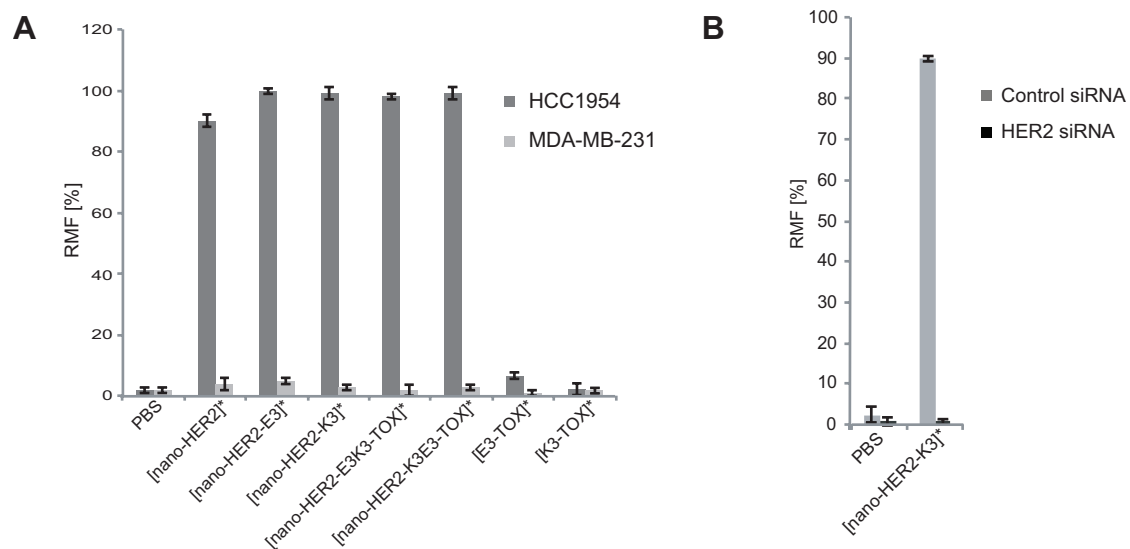 A
RMF [%]
120
100
80
60
40
20
0
HCC1954
MDA-MB-231
PBS
[nano-HER2]*
[nano-HER2-E3]*
[nano-HER2-K3]*
[nano-HER2-E3K3-TOX]*
[nano-HER2-K3E3-TOX]*
[E3-TOX]*
[K3-TOX]*
B
RMF [%]
100
90
80
70
60
50
40
30
20
10
0
Control siRNA
HER2 siRNA
PBS
[nano-HER2-K3]*